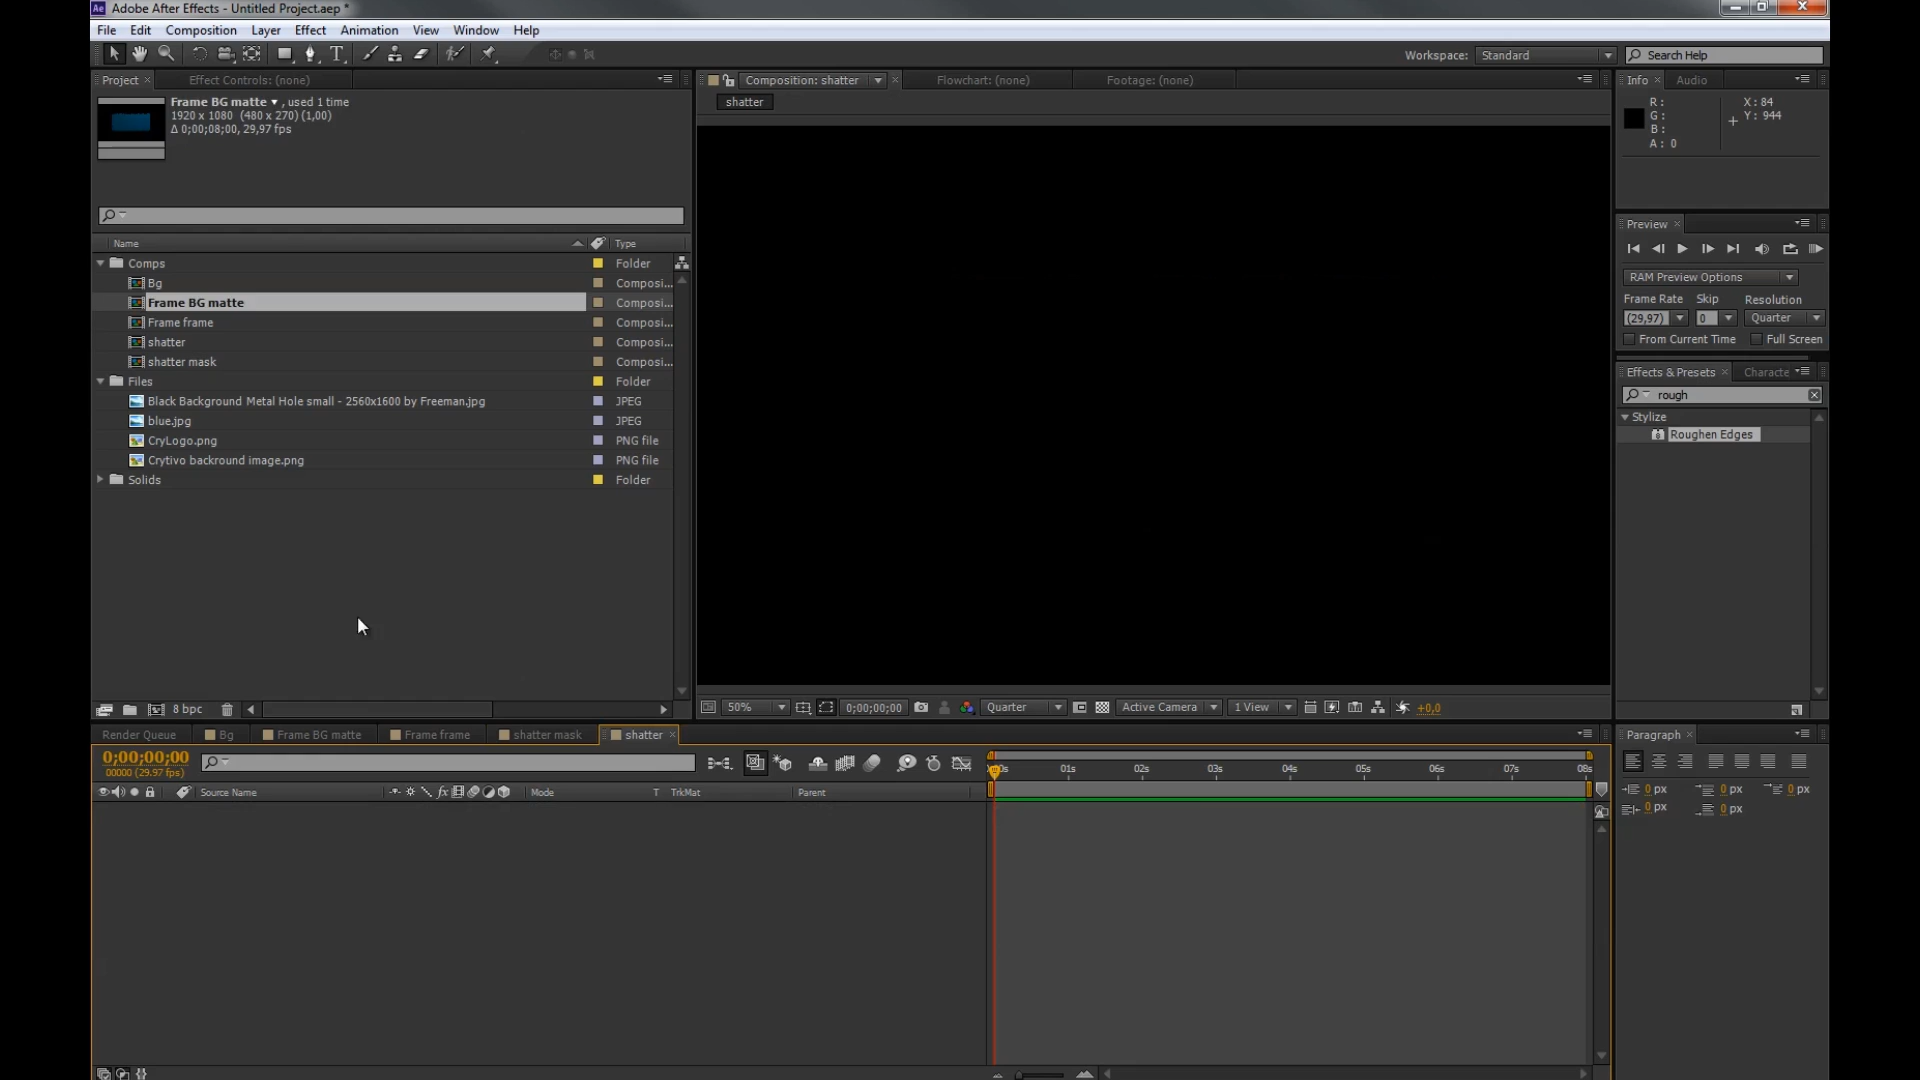 Ae Adobe After Effects - Untitled Project.aep *
File Edit Composition Layer Effect Animation View Window Help
Workspace: Standard Search Help
Project × Effect Controls: (none)
Composition: shatter × Flowchart: (none) Footage: (none)
Info × Audio
Frame BG matte ▾ , used 1 time
1920 x 1080 (480 x 270) (1,00)
Δ 0;00;08;00, 29,97 fps
shatter
R :
G :
B :
A : 0
X : 84
Y : 944
Preview ×
RAM Preview Options
Frame Rate Skip Resolution
(29,97) 0 Quarter
From Current Time Full Screen
Name Type
Comps Folder
Bg Composi...
Frame BG matte Composi...
Frame frame Composi...
shatter Composi...
shatter mask Composi...
Files Folder
Black Background Metal Hole small - 2560x1600 by Freeman.jpg JPEG
blue.jpg JPEG
CryLogo.png PNG file
Crytivo backround image.png PNG file
Solids Folder
Effects & Presets × Characte
rough
Stylize
Roughen Edges
8 bpc
50% 0;00;00;00 Quarter Active Camera 1 View +0,0
Render Queue Bg Frame BG matte Frame frame shatter mask shatter ×
Paragraph ×
0;00;00;00
00000 (29.97 fps)
01s 02s 03s 04s 05s 06s 07s 08s
Source Name Mode T TrkMat Parent
0 px 0 px 0 px
0 px 0 px